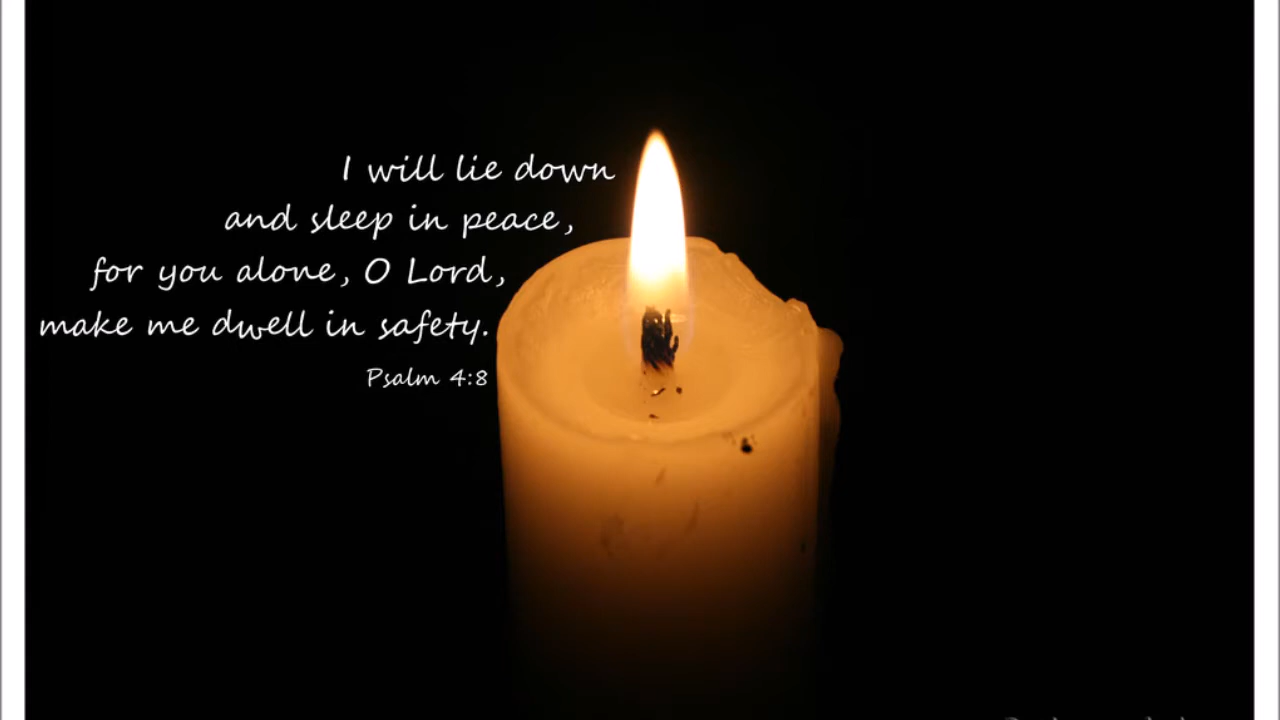 I will lie down
and sleep in peace,
for you alone, O Lord,
make me dwell in safety.
Psalm 4:8